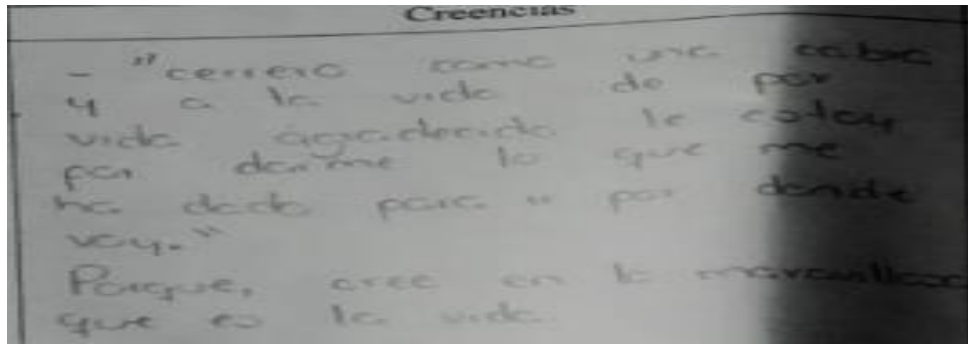 Creencias
- "cerrero como una cabra
y a la vida de por
vida agradecido le estoy
por darme lo que me
ha dado para ir por donde
voy."
Porque, cree en lo maravilloso
que es la vida